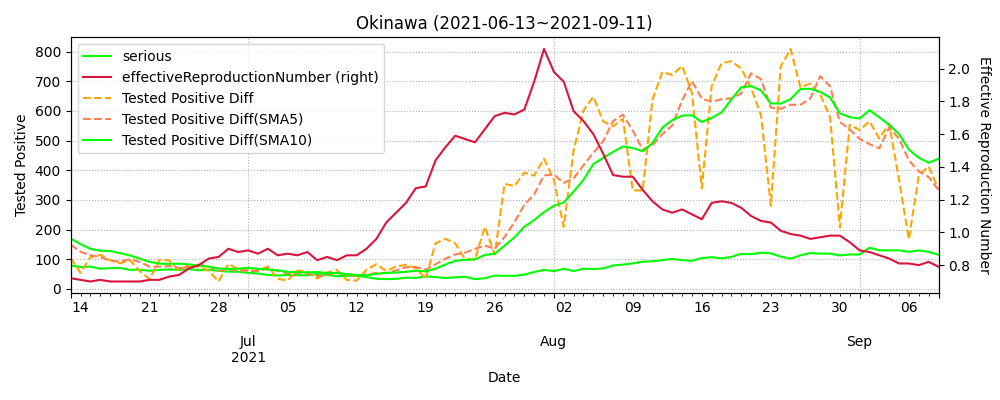 Okinawa (2021-06-13~2021-09-11)
serious
effectiveReproductionNumber (right)
Tested Positive Diff
Tested Positive Diff(SMA5)
Tested Positive Diff(SMA10)
Tested Positive
800
700
600
500
400
300
200
100
0
2.0
1.8
1.6
1.4
1.2
1.0
0.8
Effective Reproduction Number
14 21 28 05 12 19 26 02 09 16 23 30 06
Jul Aug Sep
2021
Date